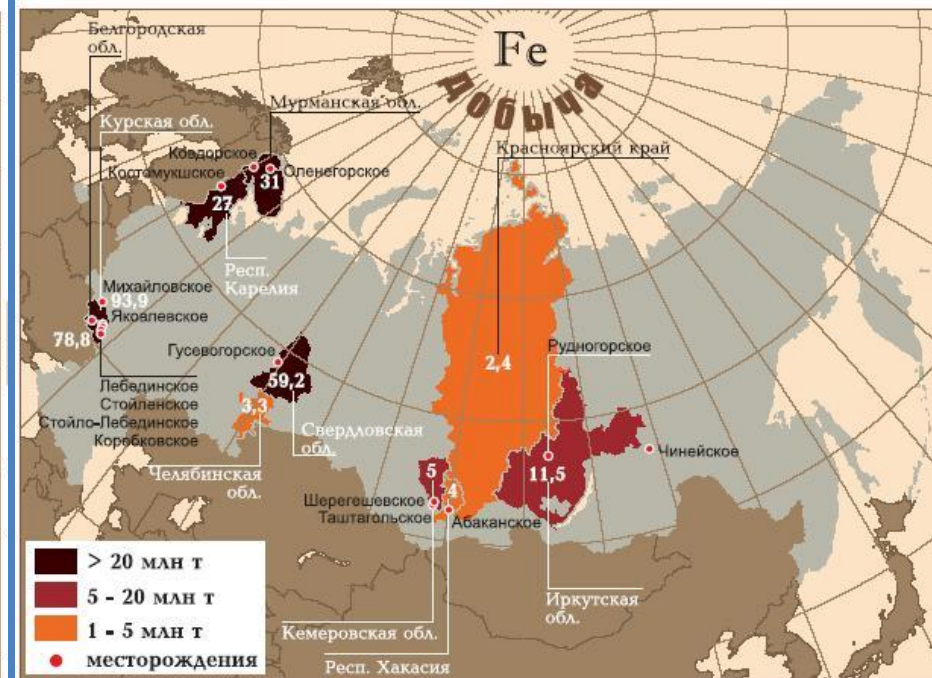 Fe
добыча
Белгородская
обл.
Мурманская обл.
Курская обл.
Красноярский край
Ковдорское
Костомукшское
Оленегорское
31
27
Респ.
Карелия
Михайловское
93,9
Яковлевское
78,8
Гусевогорское
Рудногорское
2,4
59,2
3,3
Лебединское
Стойленское
Стойло-Лебединское
Коробковское
Свердловская
обл.
Челябинская
обл.
Чинейское
5
4
11,5
Шерегешевское
Таштагольское
Абаканское
Иркутская
обл.
Кемеровская обл.
Респ. Хакасия
> 20 млн т
5 - 20 млн т
1 - 5 млн т
месторождения